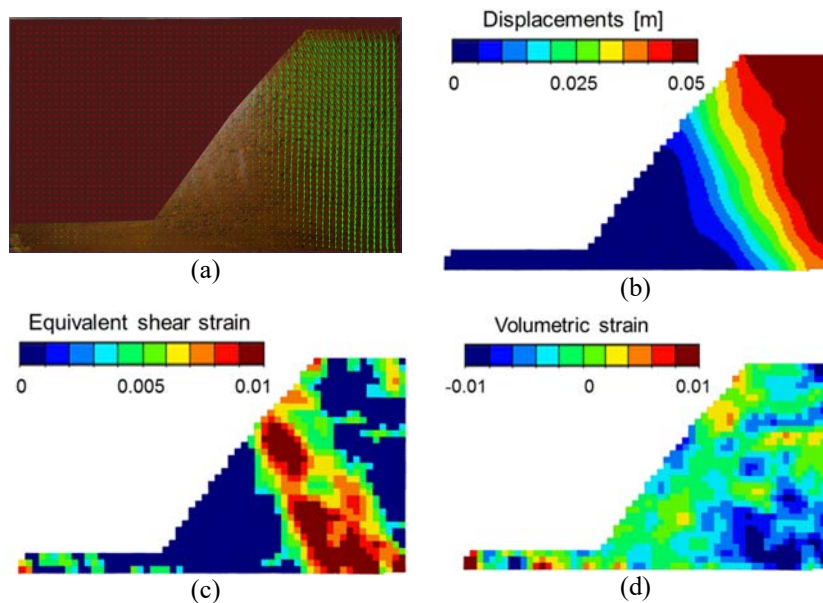 Displacements [m]
0 0.025 0.05
(a)
(b)
Equivalent shear strain
0 0.005 0.01
Volumetric strain
-0.01 0 0.01
(c)
(d)